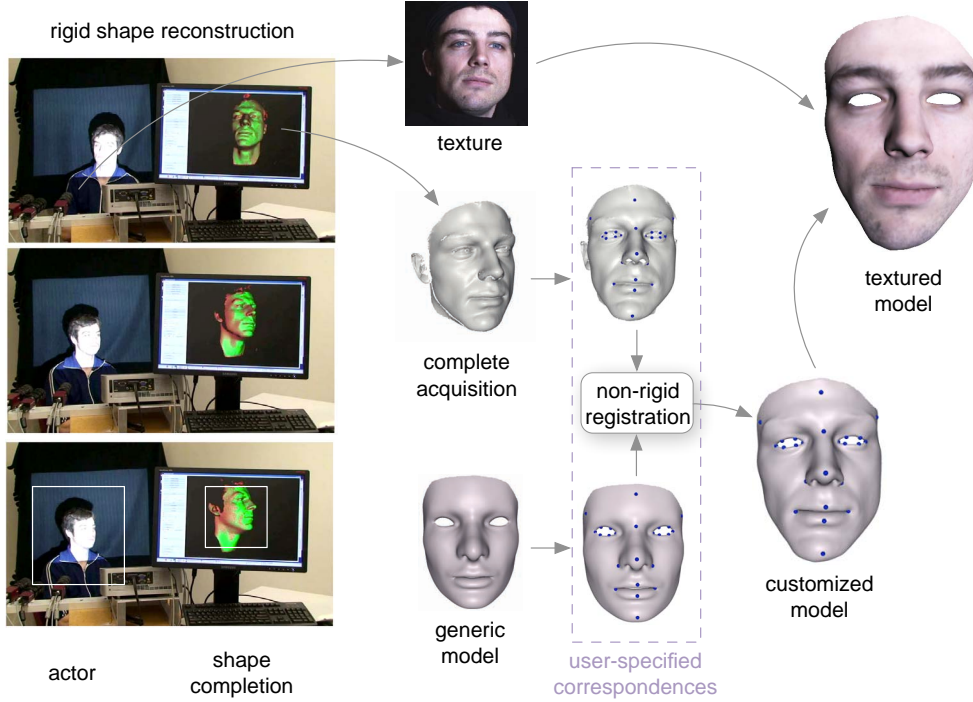 rigid shape reconstruction
texture
complete
acquisition
non-rigid
registration
textured
model
generic
model
customized
model
user-specified
correspondences
actor
shape
completion